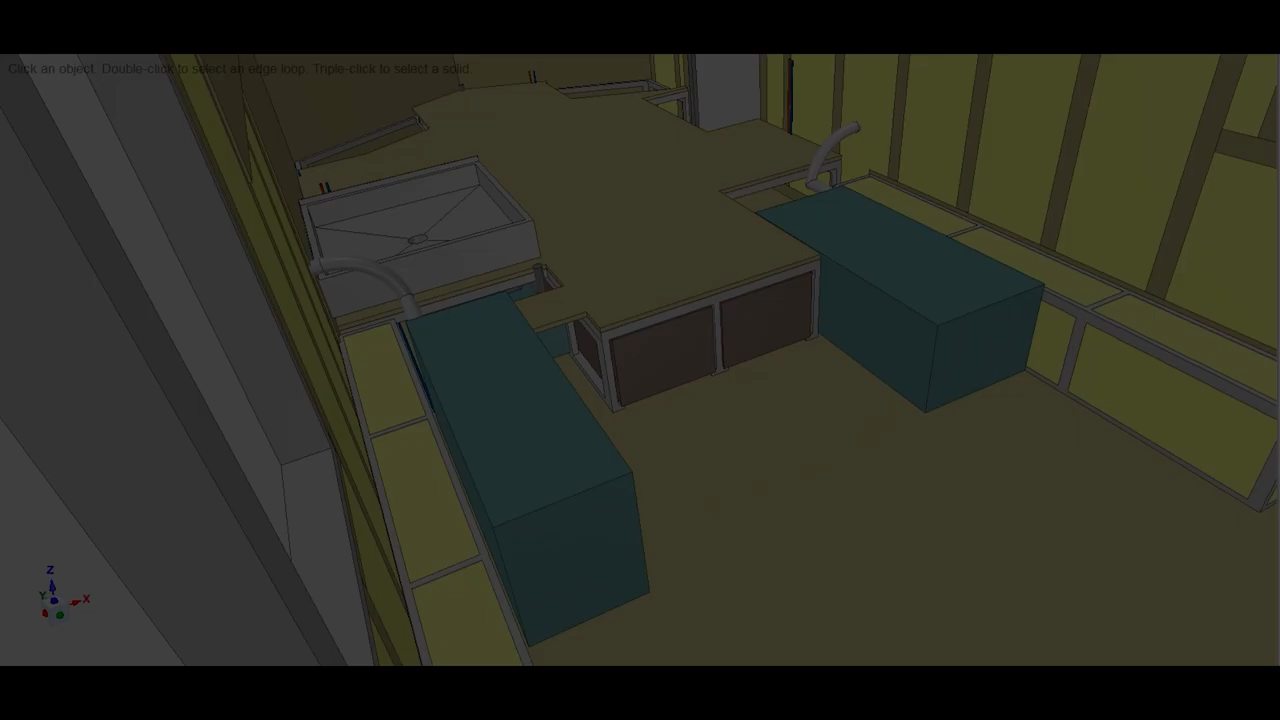 Click an object. Double-click to select an edge loop. Triple-click to select a solid.
Z
Y
X